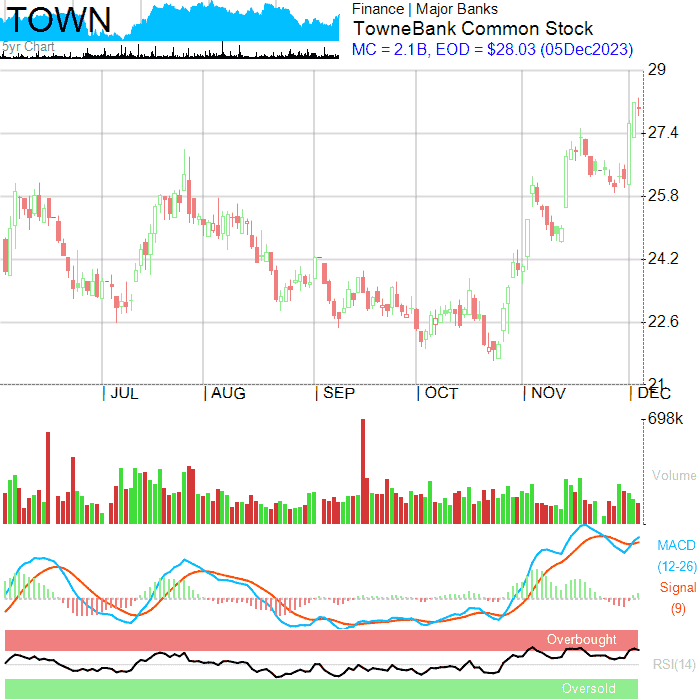 TOWN
5yr Chart
Finance | Major Banks
TowneBank Common Stock
MC = 2.1B, EOD = $28.03 (05Dec2023)
29
27.4
25.8
24.2
22.6
21
| JUL | AUG | SEP | OCT | NOV | DEC
698k
Volume
MACD
(12-26)
Signal
(9)
Overbought
RSI(14)
Oversold